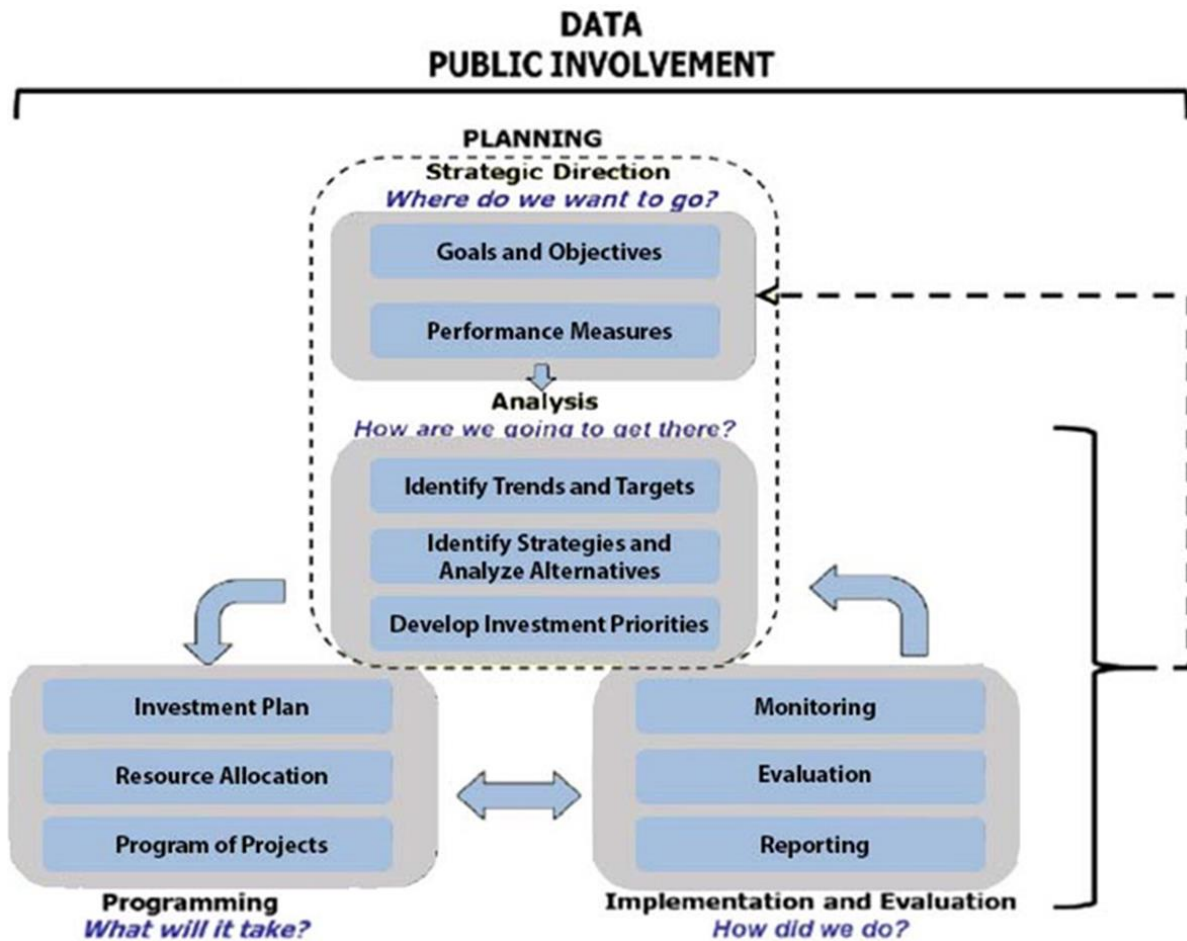 DATA
PUBLIC INVOLVEMENT
PLANNING
Strategic Direction
Where do we want to go?
Goals and Objectives
Performance Measures
Analysis
How are we going to get there?
Identify Trends and Targets
Identify Strategies and
Analyze Alternatives
Develop Investment Priorities
Investment Plan
Resource Allocation
Program of Projects
Programming
What will it take?
Monitoring
Evaluation
Reporting
Implementation and Evaluation
How did we do?